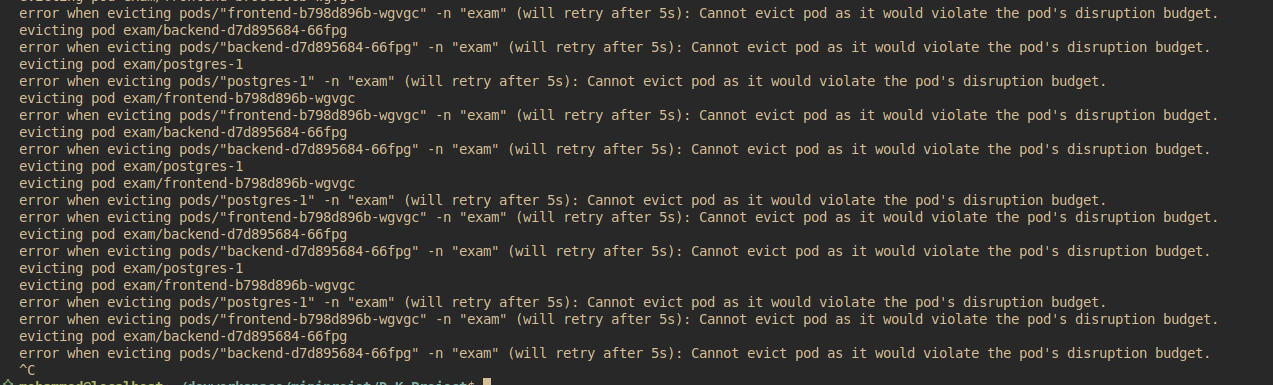 evicting pod exam/frontend-b798d896b-wgvgc
error when evicting pods/"frontend-b798d896b-wgvgc" -n "exam" (will retry after 5s): Cannot evict pod as it would violate the pod's disruption budget.
evicting pod exam/backend-d7d895684-66fpg
error when evicting pods/"backend-d7d895684-66fpg" -n "exam" (will retry after 5s): Cannot evict pod as it would violate the pod's disruption budget.
evicting pod exam/postgres-1
error when evicting pods/"postgres-1" -n "exam" (will retry after 5s): Cannot evict pod as it would violate the pod's disruption budget.
evicting pod exam/frontend-b798d896b-wgvgc
error when evicting pods/"frontend-b798d896b-wgvgc" -n "exam" (will retry after 5s): Cannot evict pod as it would violate the pod's disruption budget.
evicting pod exam/backend-d7d895684-66fpg
error when evicting pods/"backend-d7d895684-66fpg" -n "exam" (will retry after 5s): Cannot evict pod as it would violate the pod's disruption budget.
evicting pod exam/postgres-1
evicting pod exam/frontend-b798d896b-wgvgc
error when evicting pods/"postgres-1" -n "exam" (will retry after 5s): Cannot evict pod as it would violate the pod's disruption budget.
error when evicting pods/"frontend-b798d896b-wgvgc" -n "exam" (will retry after 5s): Cannot evict pod as it would violate the pod's disruption budget.
evicting pod exam/backend-d7d895684-66fpg
error when evicting pods/"backend-d7d895684-66fpg" -n "exam" (will retry after 5s): Cannot evict pod as it would violate the pod's disruption budget.
evicting pod exam/postgres-1
evicting pod exam/frontend-b798d896b-wgvgc
error when evicting pods/"postgres-1" -n "exam" (will retry after 5s): Cannot evict pod as it would violate the pod's disruption budget.
error when evicting pods/"frontend-b798d896b-wgvgc" -n "exam" (will retry after 5s): Cannot evict pod as it would violate the pod's disruption budget.
evicting pod exam/backend-d7d895684-66fpg
error when evicting pods/"backend-d7d895684-66fpg" -n "exam" (will retry after 5s): Cannot evict pod as it would violate the pod's disruption budget.
^C